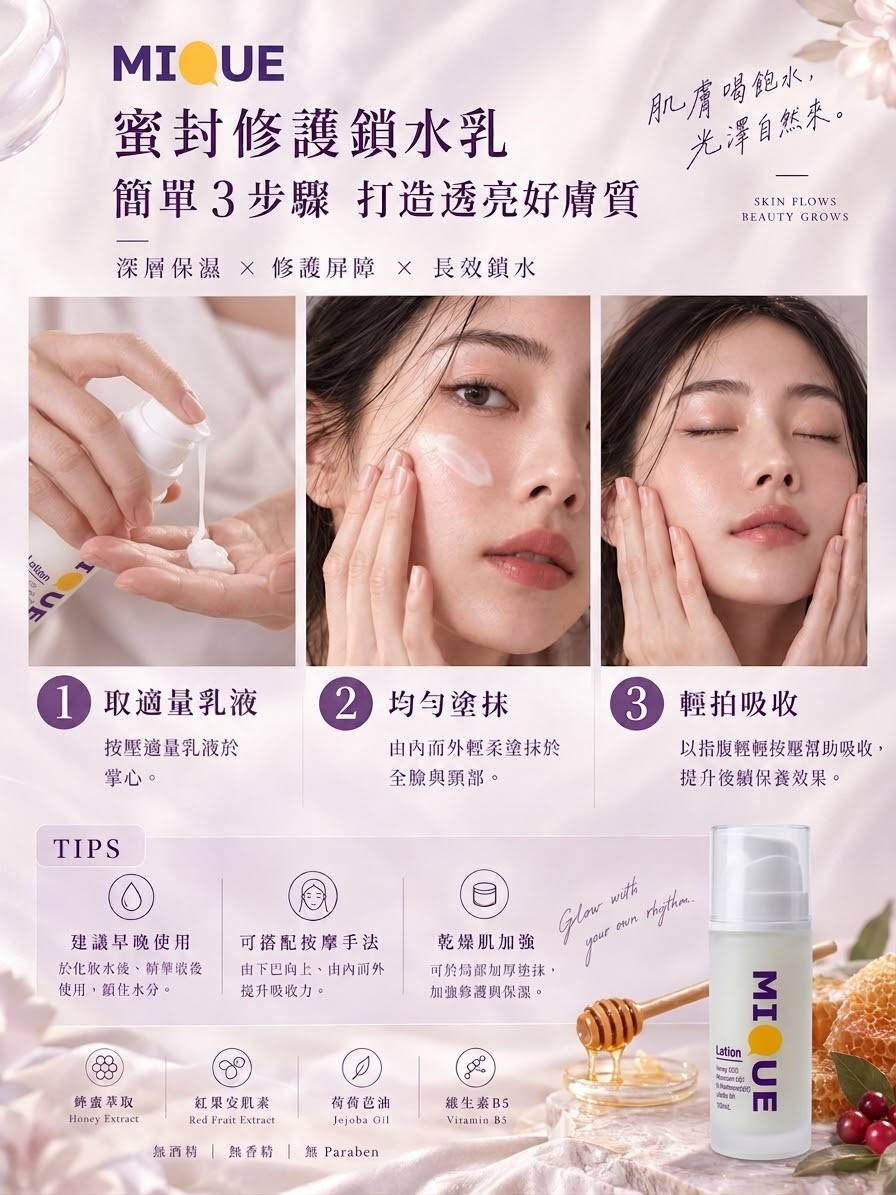 MIQUE
蜜封修護鎖水乳
簡單3步驟 打造透亮好膚質
深層保濕 × 修護屏障 × 長效鎖水
肌膚喝飽水，
光澤自然來。
SKIN FLOWS
BEAUTY GROWS
Lation
MIQUE
1 取適量乳液
按壓適量乳液於
掌心。
2 均勻塗抹
由內而外輕柔塗抹於
全臉與頸部。
3 輕拍吸收
以指腹輕輕按壓幫助吸收，
提升後續保養效果。
TIPS
建議早晚使用
於化妝水後、精華液後
使用，鎖住水分。
可搭配按摩手法
由下巴向上、由內而外
提升吸收力。
乾燥肌加強
可於局部加厚塗抹，
加強修護與保濕。
Glow with
your own rhythm..
蜂蜜萃取
Honey Extract
紅果安肌素
Red Fruit Extract
荷荷芭油
Jojoba Oil
維生素B5
Vitamin B5
無酒精 | 無香精 | 無 Paraben
MIQUE
Lation